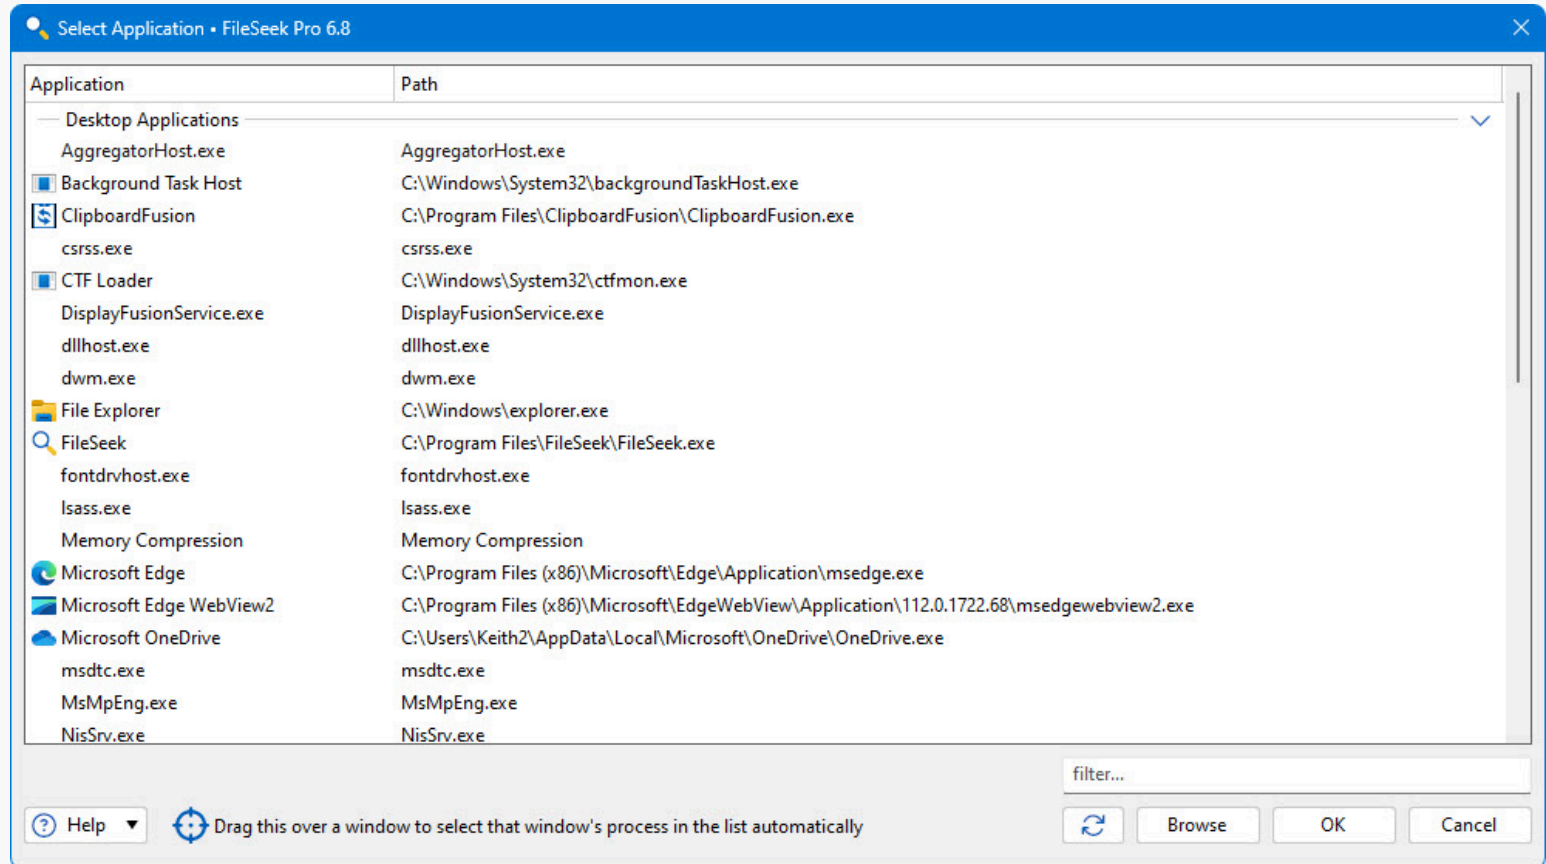 Select Application • FileSeek Pro 6.8
Application Path
Desktop Applications
AggregatorHost.exe AggregatorHost.exe
Background Task Host C:\Windows\System32\backgroundTaskHost.exe
ClipboardFusion C:\Program Files\ClipboardFusion\ClipboardFusion.exe
csrss.exe csrss.exe
CTF Loader C:\Windows\System32\ctfmon.exe
DisplayFusionService.exe DisplayFusionService.exe
dllhost.exe dllhost.exe
dwm.exe dwm.exe
File Explorer C:\Windows\explorer.exe
FileSeek C:\Program Files\FileSeek\FileSeek.exe
fontdrvhost.exe fontdrvhost.exe
lsass.exe lsass.exe
Memory Compression Memory Compression
Microsoft Edge C:\Program Files (x86)\Microsoft\Edge\Application\msedge.exe
Microsoft Edge WebView2 C:\Program Files (x86)\Microsoft\EdgeWebView\Application\112.0.1722.68\msedgewebview2.exe
Microsoft OneDrive C:\Users\Keith2\AppData\Local\Microsoft\OneDrive\OneDrive.exe
msdtc.exe msdtc.exe
MsMpEng.exe MsMpEng.exe
NisSrv.exe NisSrv.exe
filter...
Help Drag this over a window to select that window's process in the list automatically Browse OK Cancel